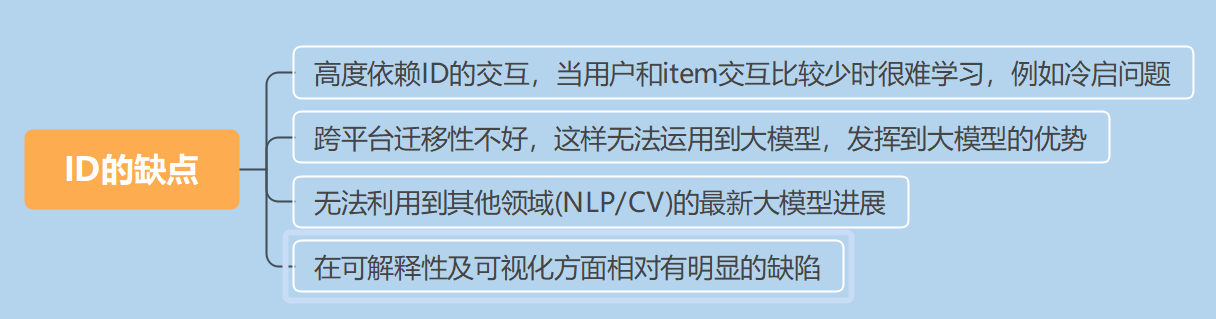 ID的缺点
高度依赖ID的交互，当用户和item交互比较少时很难学习，例如冷启问题
跨平台迁移性不好，这样无法运用到大模型，发挥到大模型的优势
无法利用到其他领域(NLP/CV)的最新大模型进展
在可解释性及可视化方面相对有明显的缺陷